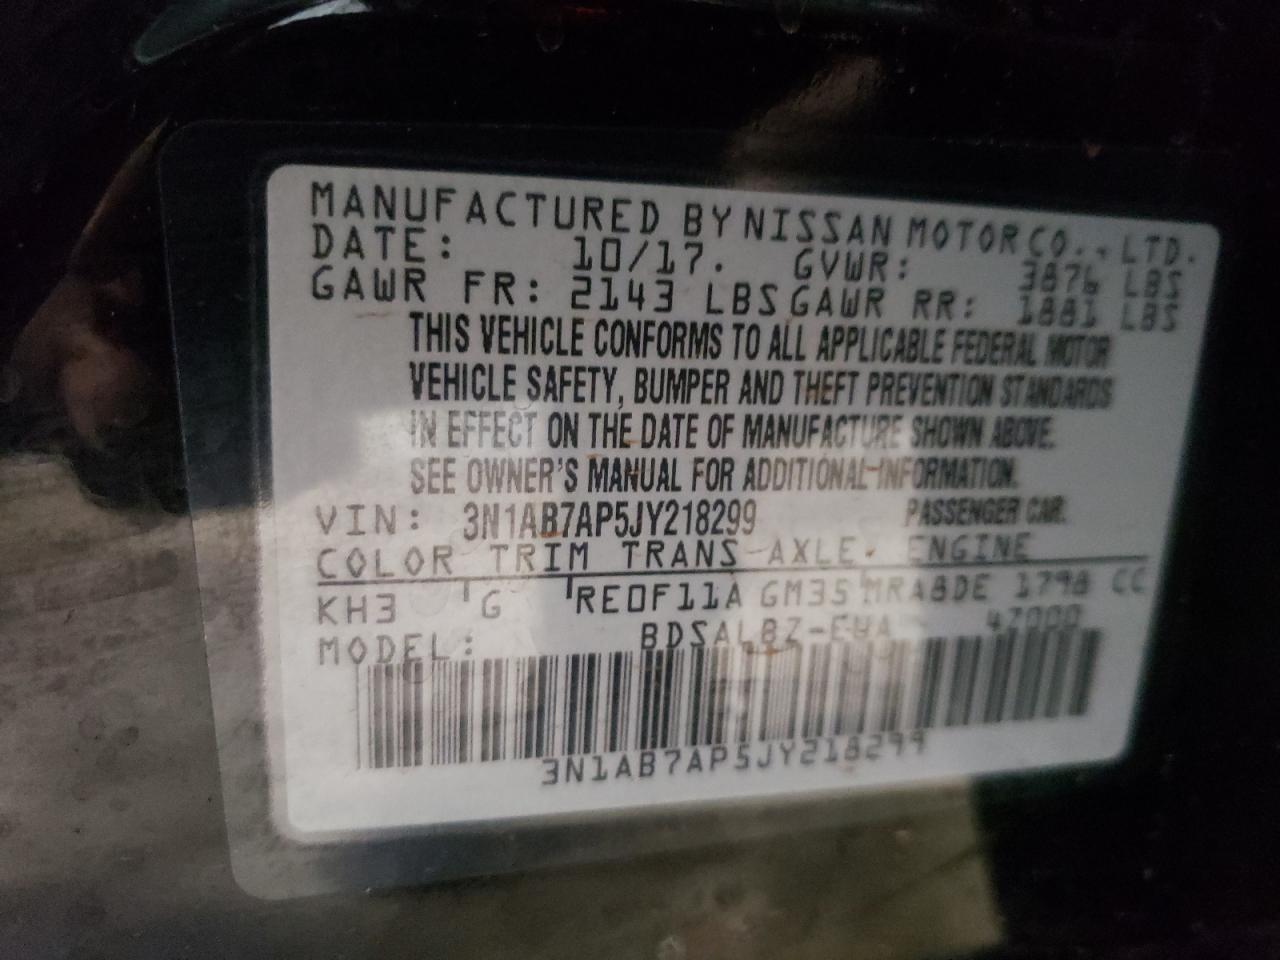 MANUFACTURED BY NISSAN MOTOR CO., LTD.
DATE: 10/17. GVWR: 3876 LBS
GAWR FR: 2143 LBS GAWR RR: 1881 LBS
THIS VEHICLE CONFORMS TO ALL APPLICABLE FEDERAL MOTOR
VEHICLE SAFETY, BUMPER AND THEFT PREVENTION STANDARDS
IN EFFECT ON THE DATE OF MANUFACTURE SHOWN ABOVE.
SEE OWNER'S MANUAL FOR ADDITIONAL INFORMATION.
VIN: 3N1AB7AP5JY218299 PASSENGER CAR.
COLOR TRIM TRANS AXLE. ENGINE
KH3 G RE0F11A GM35 MRA8DE 1798 CC
MODEL: BDSALBZ-EWA 47000
3N1AB7AP5JY218299